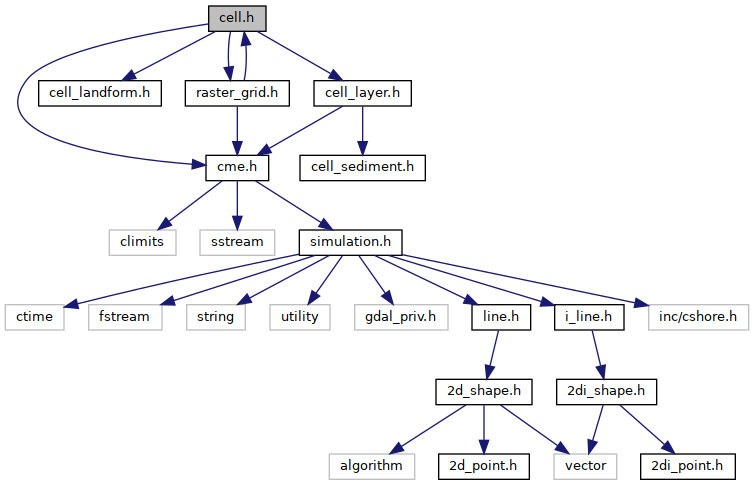 cell.h
cell_landform.h
raster_grid.h
cell_layer.h
cme.h
cell_sediment.h
climits
sstream
simulation.h
ctime
fstream
string
utility
gdal_priv.h
line.h
i_line.h
inc/cshore.h
2d_shape.h
2di_shape.h
algorithm
2d_point.h
vector
2di_point.h